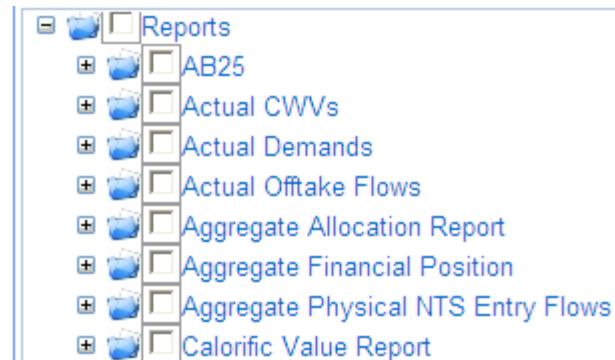 Reports
AB25
Actual CWVs
Actual Demands
Actual Offtake Flows
Aggregate Allocation Report
Aggregate Financial Position
Aggregate Physical NTS Entry Flows
Calorific Value Report